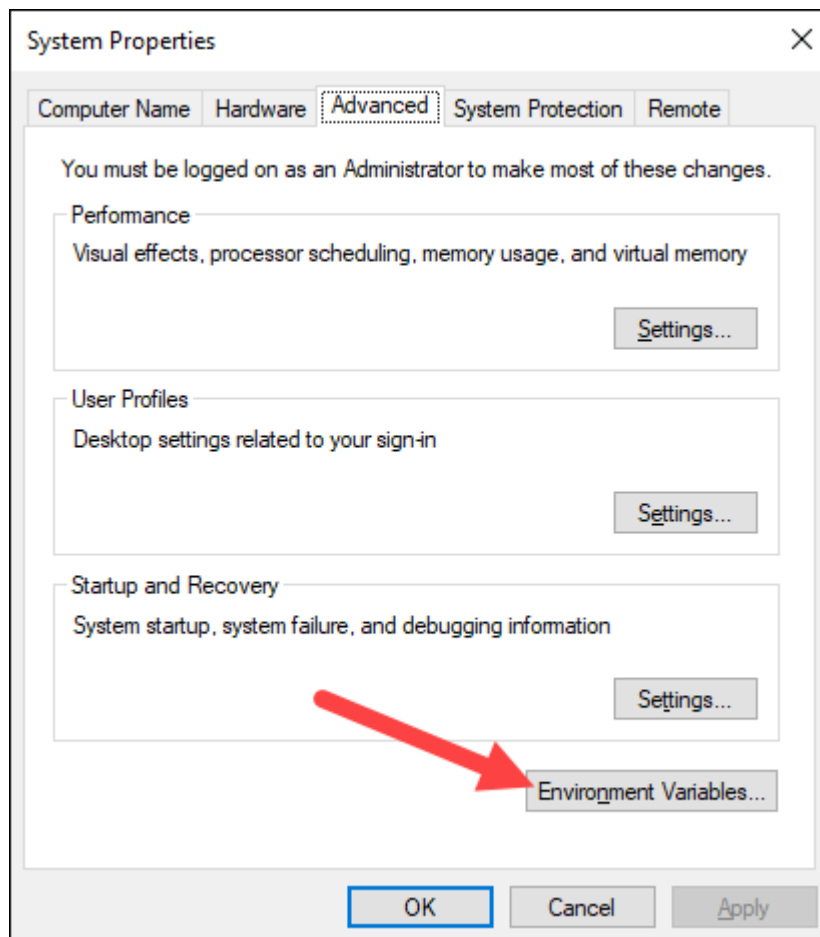 System Properties
Computer Name Hardware Advanced System Protection Remote
You must be logged on as an Administrator to make most of these changes.
Performance
Visual effects, processor scheduling, memory usage, and virtual memory
Settings...
User Profiles
Desktop settings related to your sign-in
Settings...
Startup and Recovery
System startup, system failure, and debugging information
Settings...
Environment Variables...
OK Cancel Apply